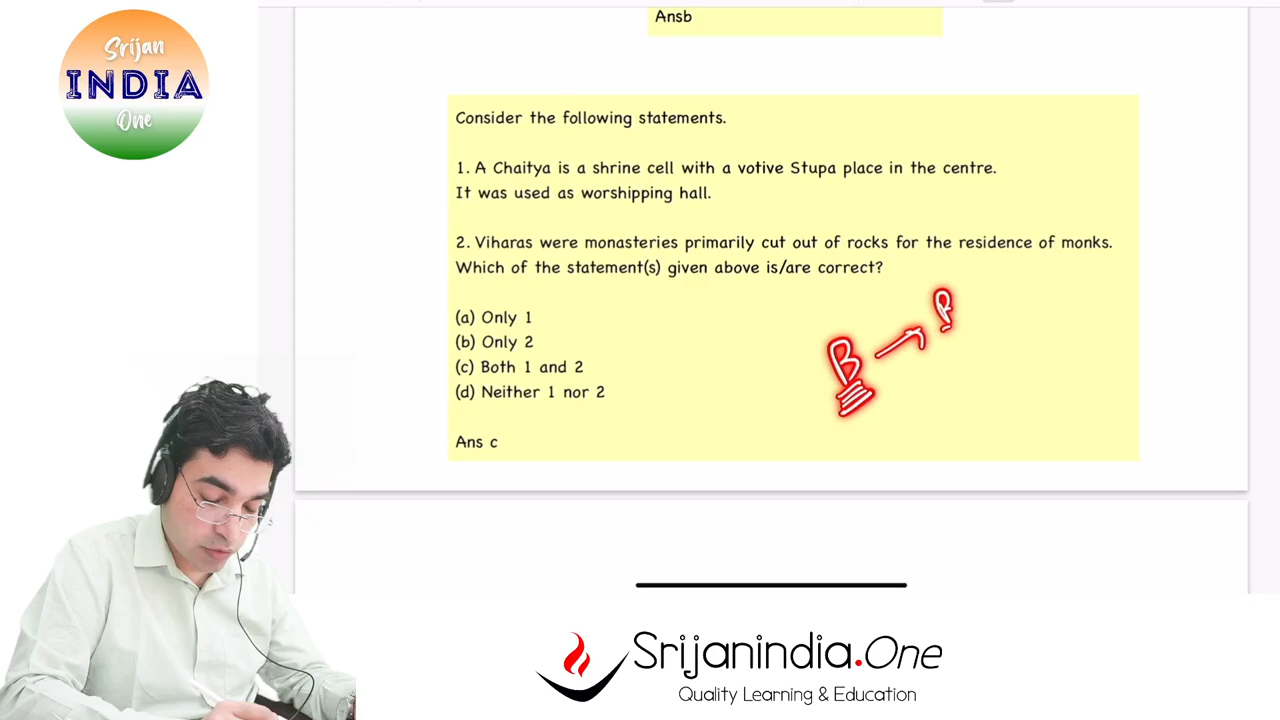 Ansb
Srijan
INDIA
One
Consider the following statements.
1. A Chaitya is a shrine cell with a votive Stupa place in the centre.
It was used as worshipping hall.
2. Viharas were monasteries primarily cut out of rocks for the residence of monks.
Which of the statement(s) given above is/are correct?
(a) Only 1
(b) Only 2
(c) Both 1 and 2
(d) Neither 1 nor 2
Ans c
B
Srijanindia.One
Quality Learning & Education